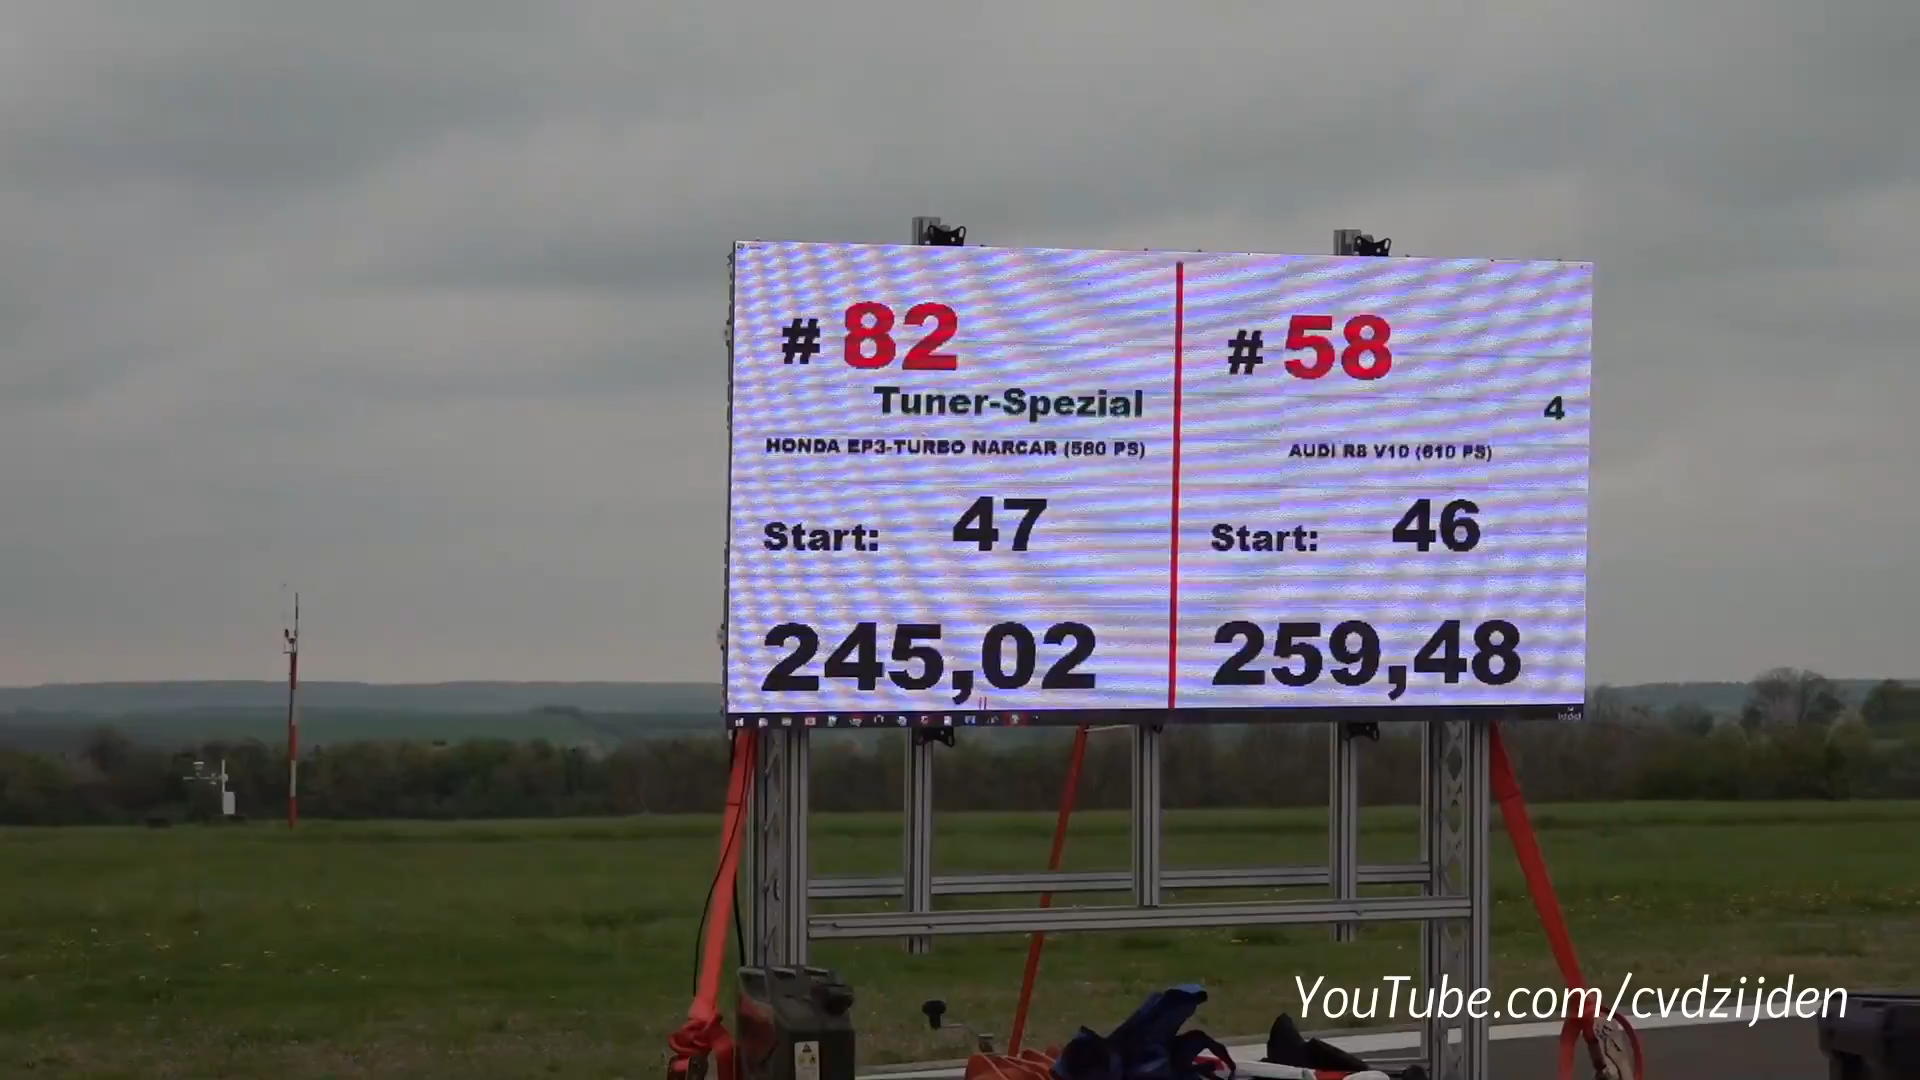 # 82
Tuner-Spezial
HONDA EP3-TURBO NARCAR (580 PS)
Start: 47
245,02
# 58
4
AUDI R8 V10 (610 PS)
Start: 46
259,48
YouTube.com/cvdzijden